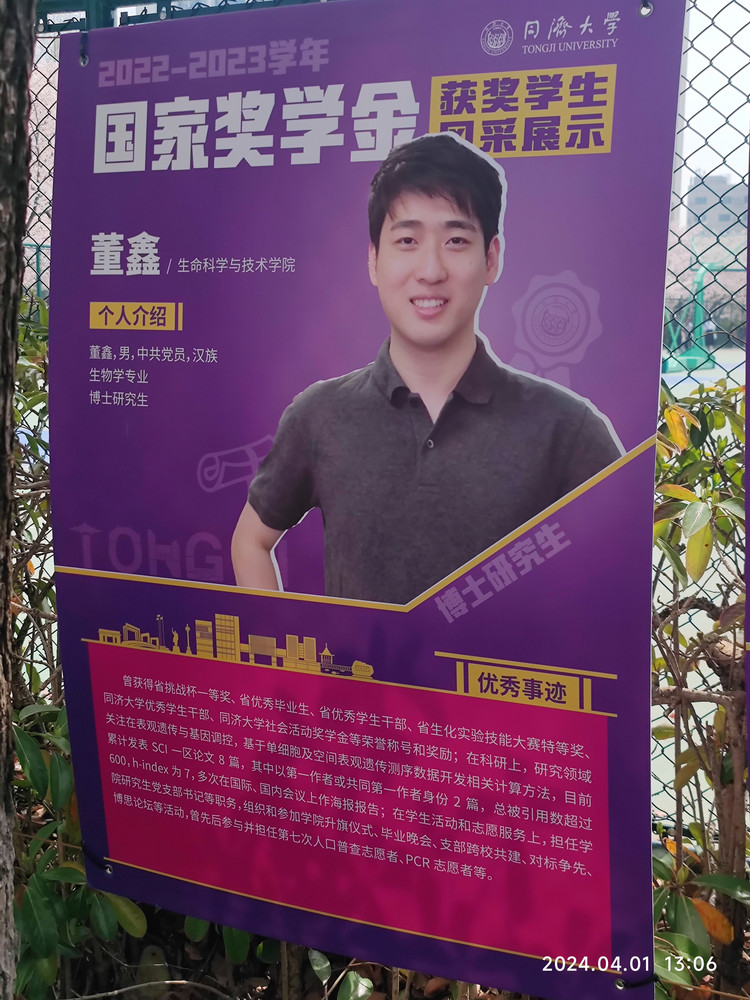 同濟大学
TONGJI UNIVERSITY
2022-2023学年
国家奖学金
获奖学生
风采展示
董鑫 / 生命科学与技术学院
个人介绍
董鑫,男,中共党员,汉族
生物学专业
博士研究生
TONG
博士研究生
优秀事迹
曾获得省挑战杯一等奖、省优秀毕业生、省优秀学生干部、省生化实验技能大赛特等奖、
同济大学优秀学生干部、同济大学社会活动奖学金等荣誉称号和奖励；在科研上，研究领域
关注在表观遗传与基因调控，基于单细胞及空间表观遗传测序数据开发相关计算方法，目前
累计发表 SCI 一区论文 8 篇，其中以第一作者或共同第一作者身份 2 篇，总被引用数超过
600,h-index 为 7,多次在国际、国内会议上作海报报告；在学生活动和志愿服务上，担任学
院研究生党支部书记等职务,组织和参加学院升旗仪式、毕业晚会、支部跨校共建、对标争先、
博思论坛等活动,曾先后参与并担任第七次人口普查志愿者、PCR 志愿者等。
2024.04.01 13:06